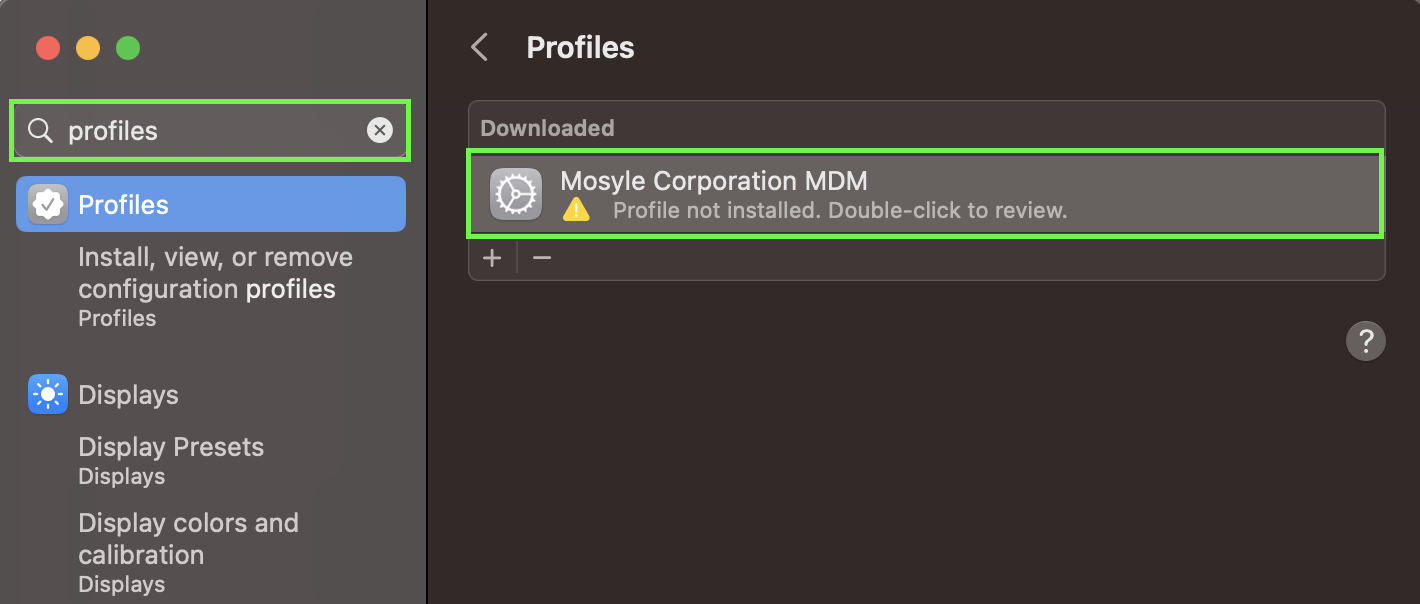 profiles
Profiles
Install, view, or remove
configuration profiles
Profiles
Displays
Display Presets
Displays
Display colors and
calibration
Displays
Profiles
Downloaded
Mosyle Corporation MDM
Profile not installed. Double-click to review.